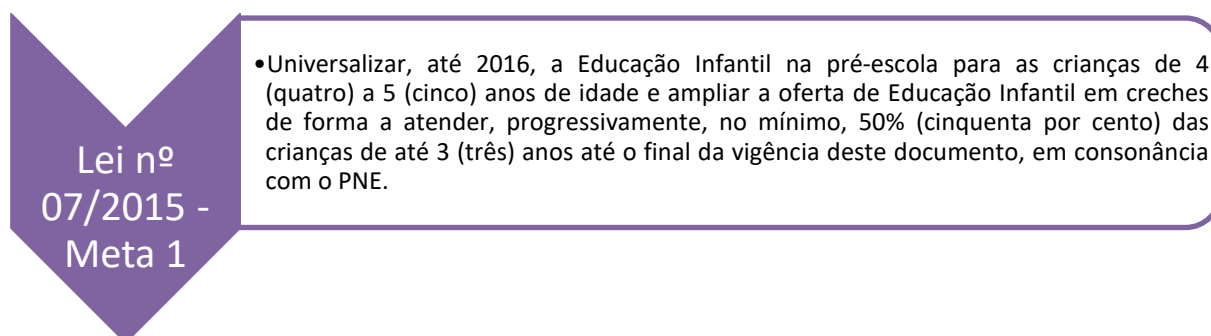 Lei nº
07/2015 -
Meta 1
•Universalizar, até 2016, a Educação Infantil na pré-escola para as crianças de 4
(quatro) a 5 (cinco) anos de idade e ampliar a oferta de Educação Infantil em creches
de forma a atender, progressivamente, no mínimo, 50% (cinquenta por cento) das
crianças de até 3 (três) anos até o final da vigência deste documento, em consonância
com o PNE.